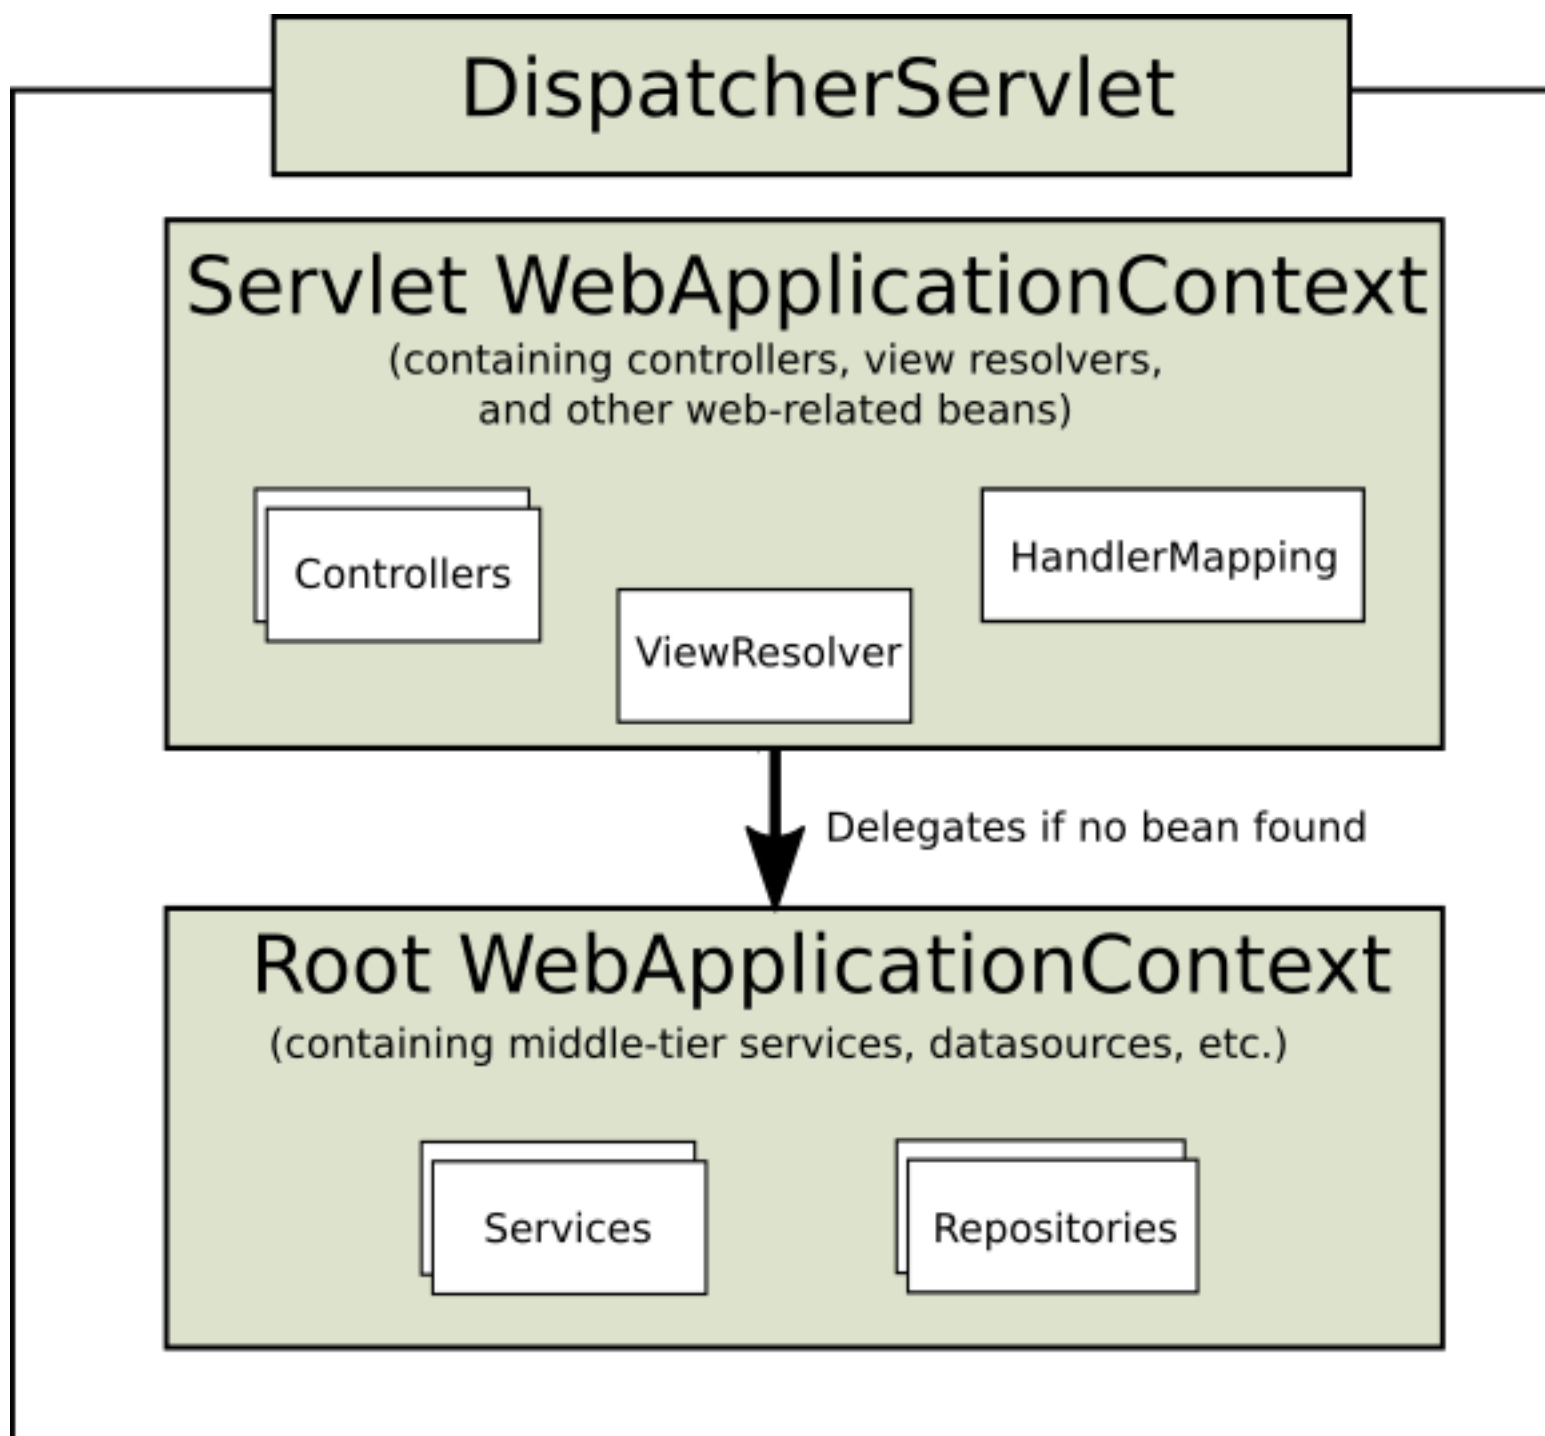 DispatcherServlet
Servlet WebApplicationContext
(containing controllers, view resolvers,
and other web-related beans)
Controllers
HandlerMapping
ViewResolver
Delegates if no bean found
Root WebApplicationContext
(containing middle-tier services, datasources, etc.)
Services
Repositories